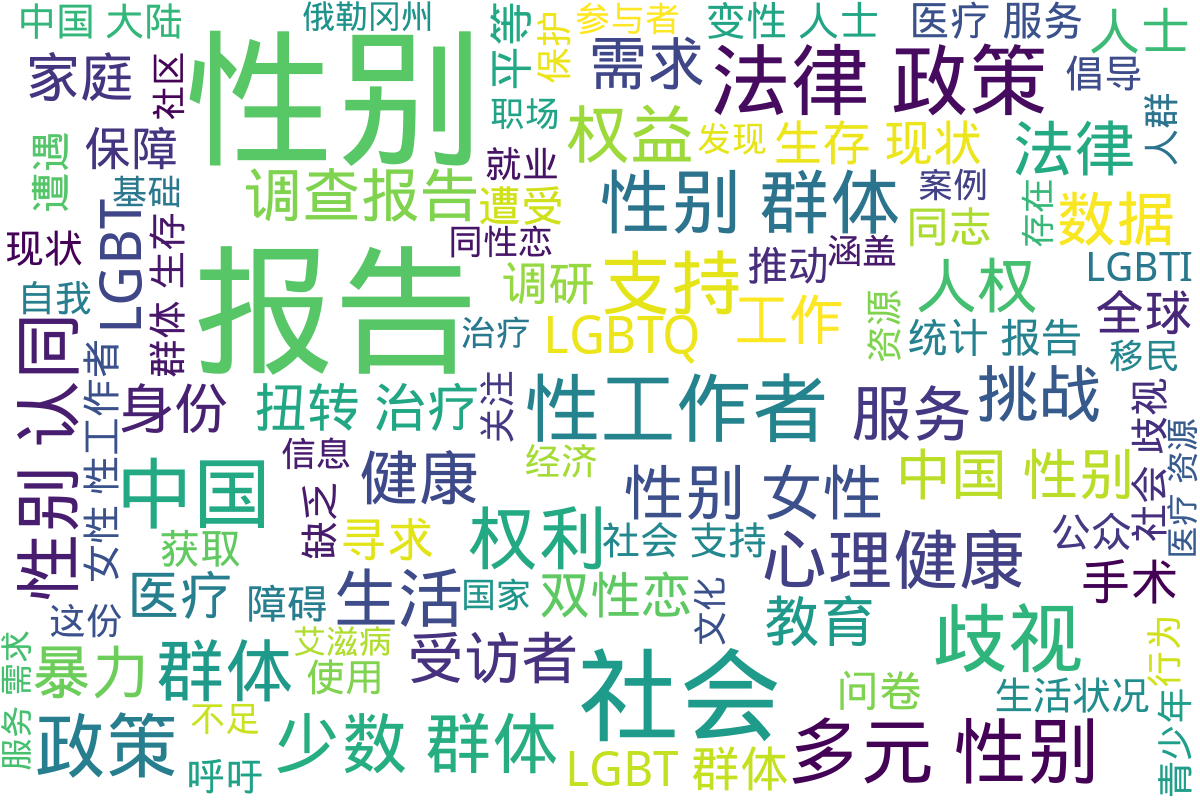 中国 大陆
俄勒冈州
平等
保护
参与者
变性 人士
医疗 服务
人士
家庭
社区
性别
需求
法律 政策
倡导
职场
权益
发现
生存 现状
法律
人群
遭遇
保障
基础
调查报告
就业
遭受
性别 群体
案例
同志
存在
数据
现状
LGBT
生存
同性恋
调研
支持
推动
涵盖
LGBTI
自我
报告
治疗
LGBTQ
工作
资源
人权
统计 报告
全球
移民
性别 认同
女性 性工作者
群体
身份
扭转 治疗
关注
性工作者
服务
挑战
社会 歧视
医疗 资源
中国
信息
缺乏
健康
经济
性别 女性
中国 性别
获取
寻求
权利
社会 支持
心理健康
公众
手术
这份
医疗
障碍
生活
国家
双性恋
文化
教育
歧视
行为
需求
暴力
群体
艾滋病
使用
受访者
社会
问卷
生活状况
青少年
服务
政策
不足
呼吁
少数 群体
LGBT 群体
多元 性别